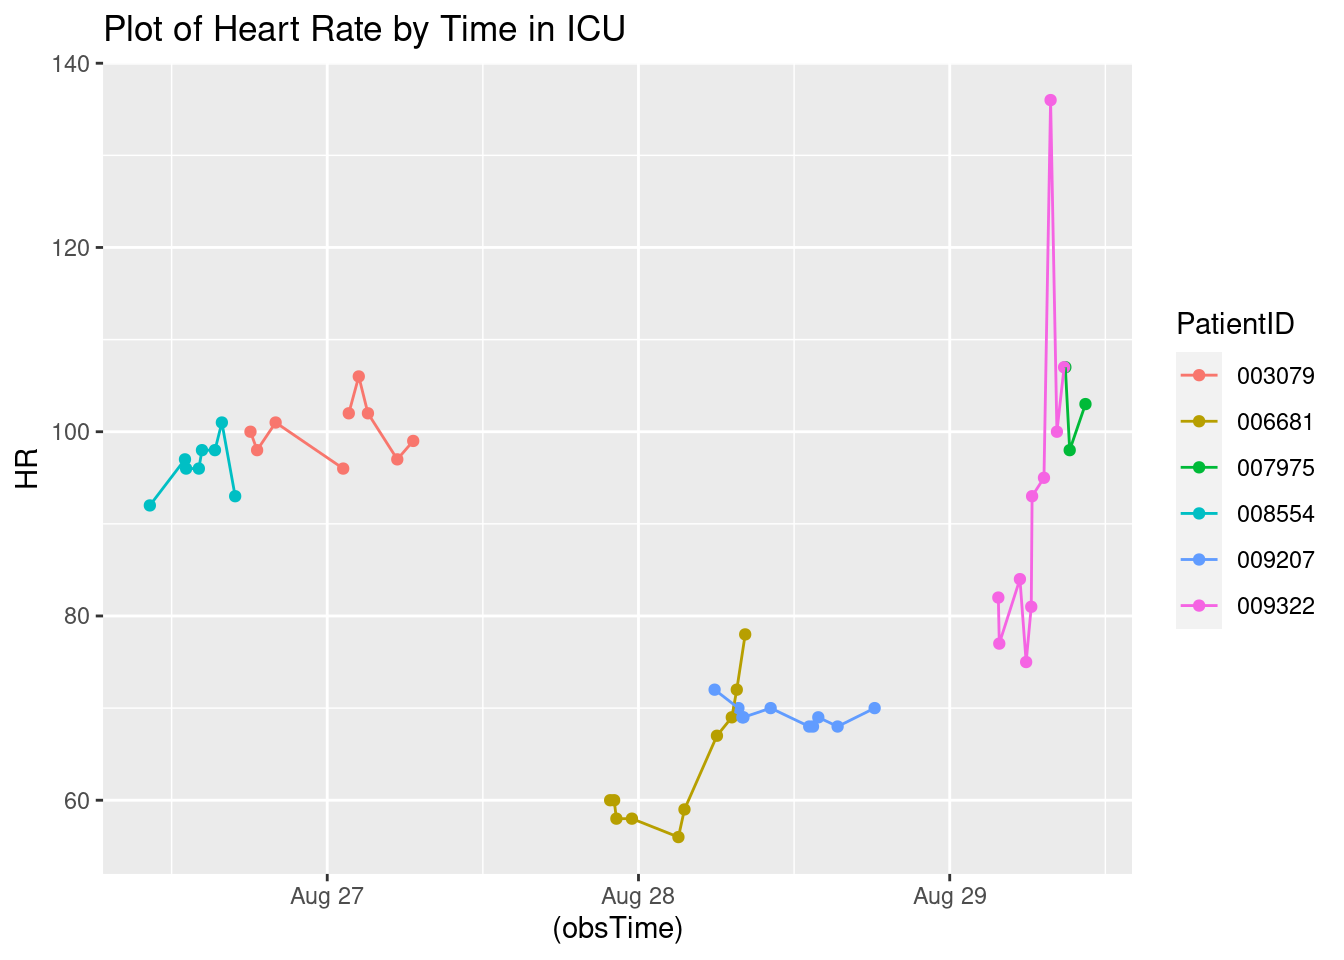 Plot of Heart Rate by Time in ICU
140
120
100
80
60
HR
Aug 27
Aug 28
Aug 29
(obsTime)
PatientID
003079
006681
007975
008554
009207
009322